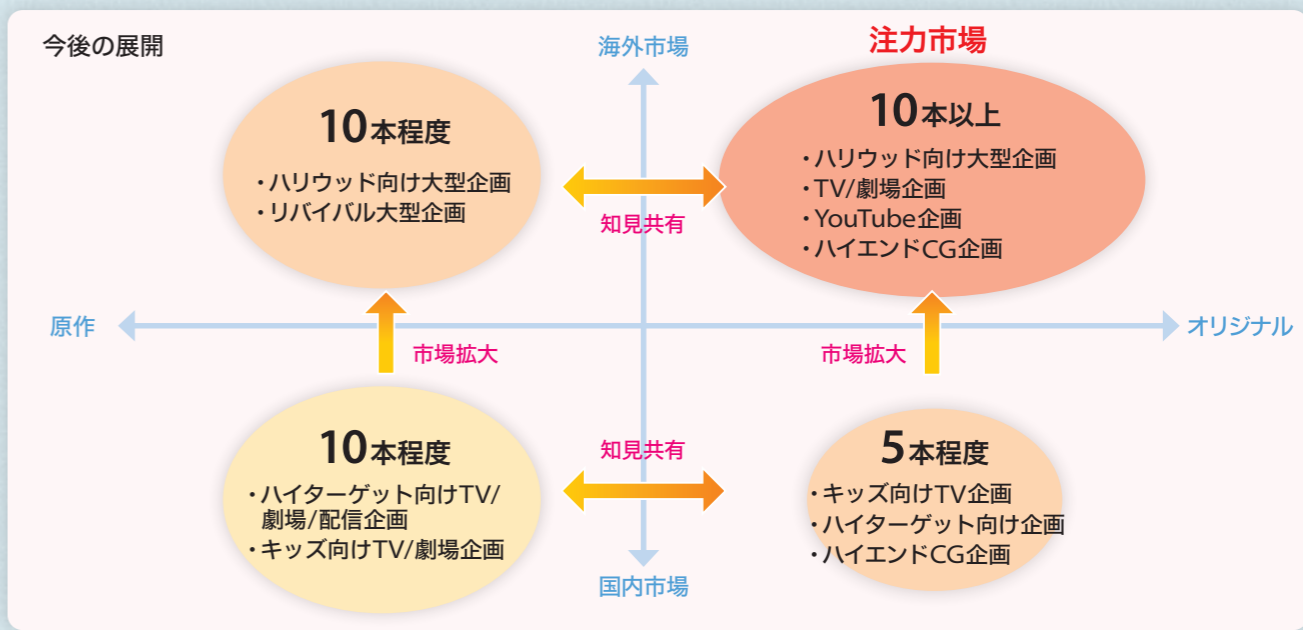 今後の展開
海外市場
注力市場
10本程度
・ハリウッド向け大型企画
・リバイバル大型企画
知見共有
10本以上
・ハリウッド向け大型企画
・TV/劇場企画
・YouTube企画
・ハイエンドCG企画
原作
オリジナル
市場拡大
市場拡大
10本程度
・ハイターゲット向けTV/
劇場/配信企画
・キッズ向けTV/劇場企画
知見共有
5本程度
・キッズ向けTV企画
・ハイターゲット向け企画
・ハイエンドCG企画
国内市場